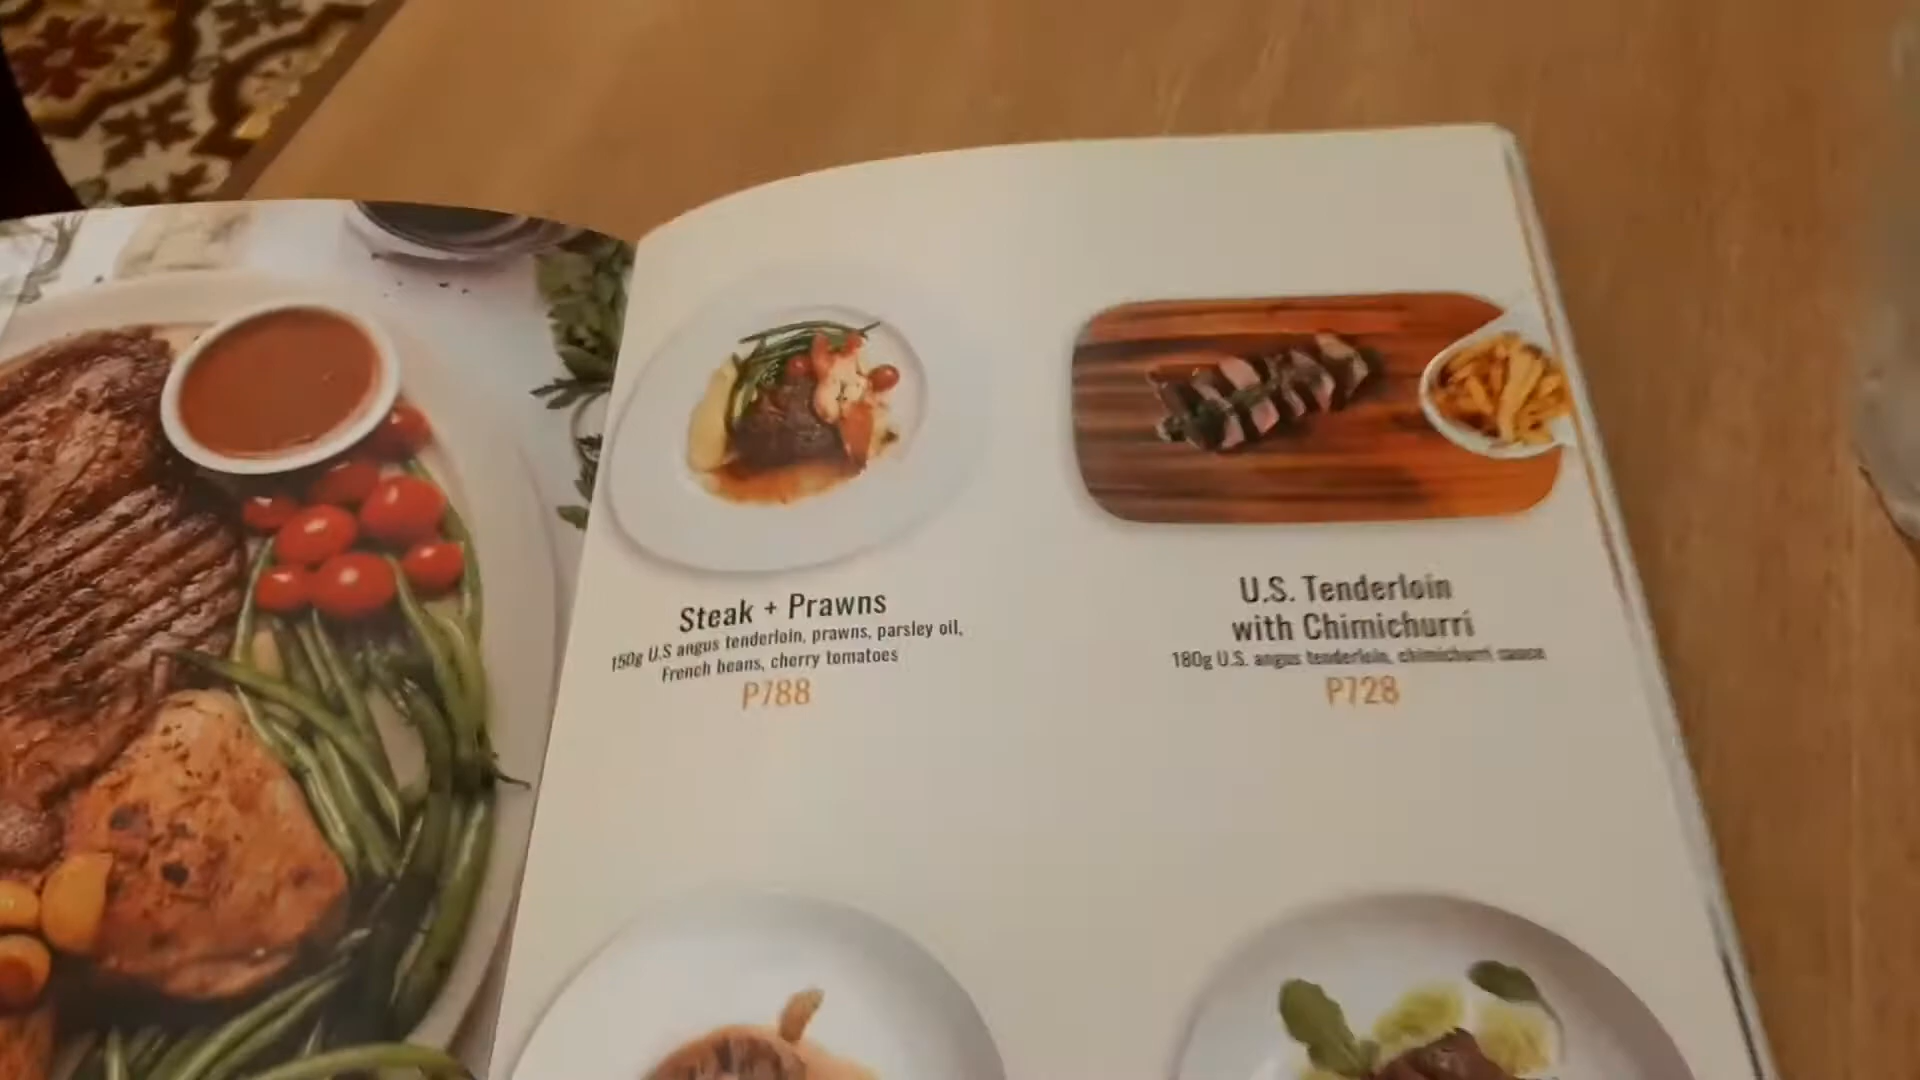 Steak + Prawns
150g U.S angus tenderloin, prawns, parsley oil,
French beans, cherry tomatoes
P788
U.S. Tenderloin
with Chimichurri
180g U.S. angus tenderloin, chimichurri sauce
P728